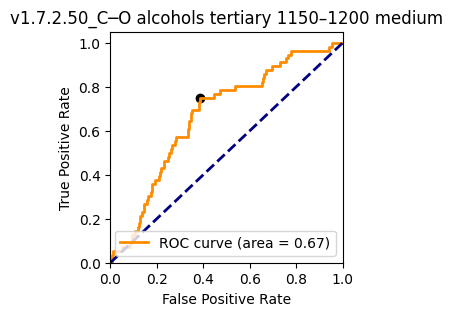 v1.7.2.50_C─O alcohols tertiary 1150–1200 medium
1.0
0.8
0.6
0.4
0.2
0.0
True Positive Rate
ROC curve (area = 0.67)
0.0 0.2 0.4 0.6 0.8 1.0
False Positive Rate